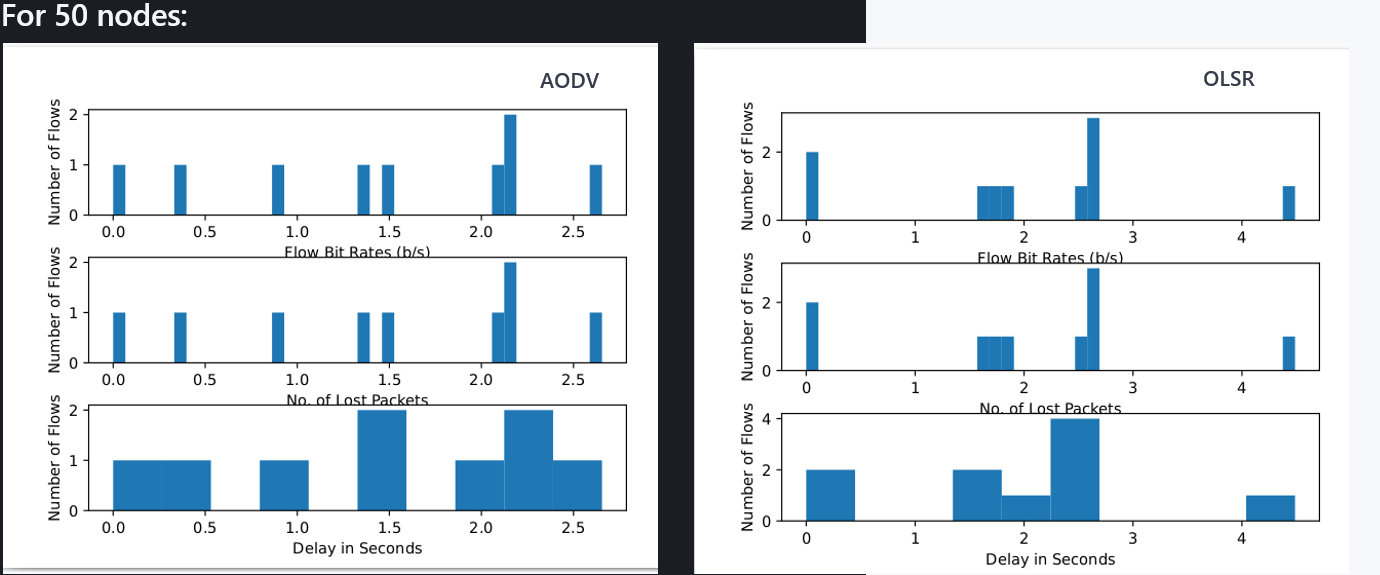 For 50 nodes:
AODV
Number of Flows
2
1
0
0.0 0.5 1.0 1.5 2.0 2.5
Flow Bit Rates (b/s)
Number of Flows
2
1
0
0.0 0.5 1.0 1.5 2.0 2.5
No. of Lost Packets
Number of Flows
2
1
0
0.0 0.5 1.0 1.5 2.0 2.5
Delay in Seconds
OLSR
Number of Flows
2
0
0 1 2 3 4
Flow Bit Rates (b/s)
Number of Flows
2
0
0 1 2 3 4
No. of Lost Packets
Number of Flows
4
2
0
0 1 2 3 4
Delay in Seconds